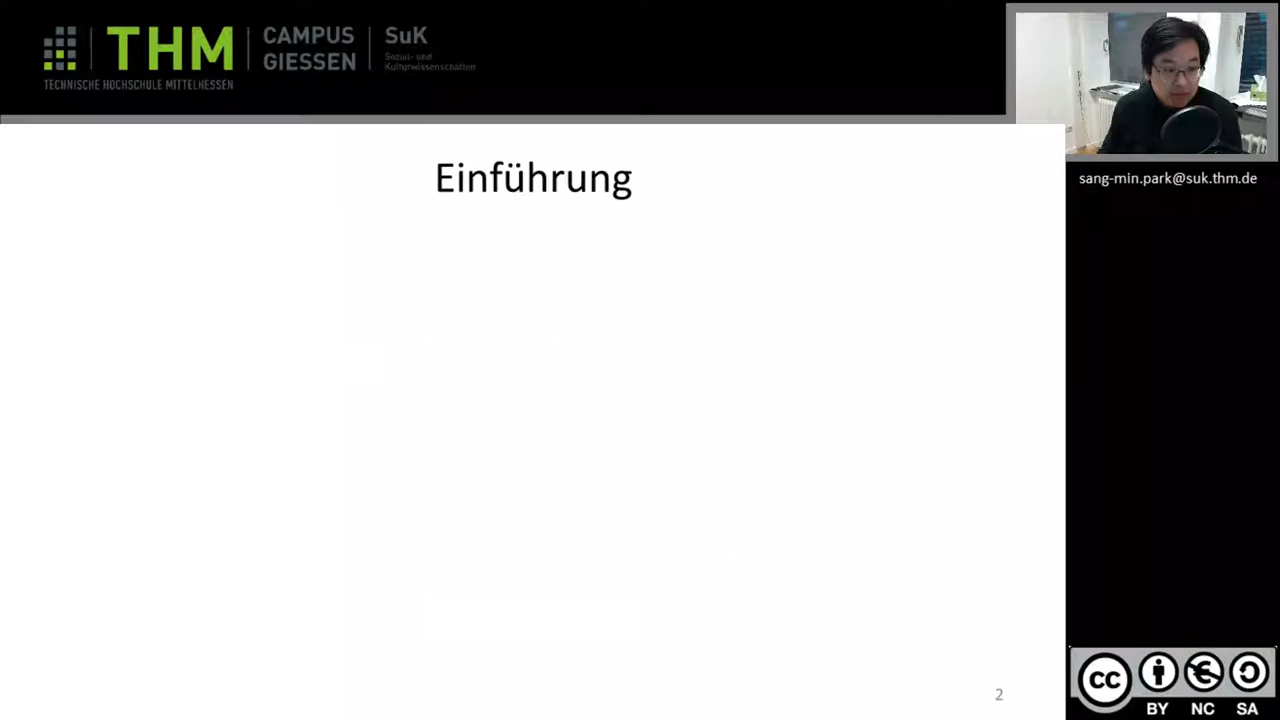 THM
CAMPUS
GIESSEN
SuK
Sozial- und
Kulturwissenschaften
TECHNISCHE HOCHSCHULE MITTELHESSEN
Einführung
sang-min.park@suk.thm.de
2
CC
BY NC SA